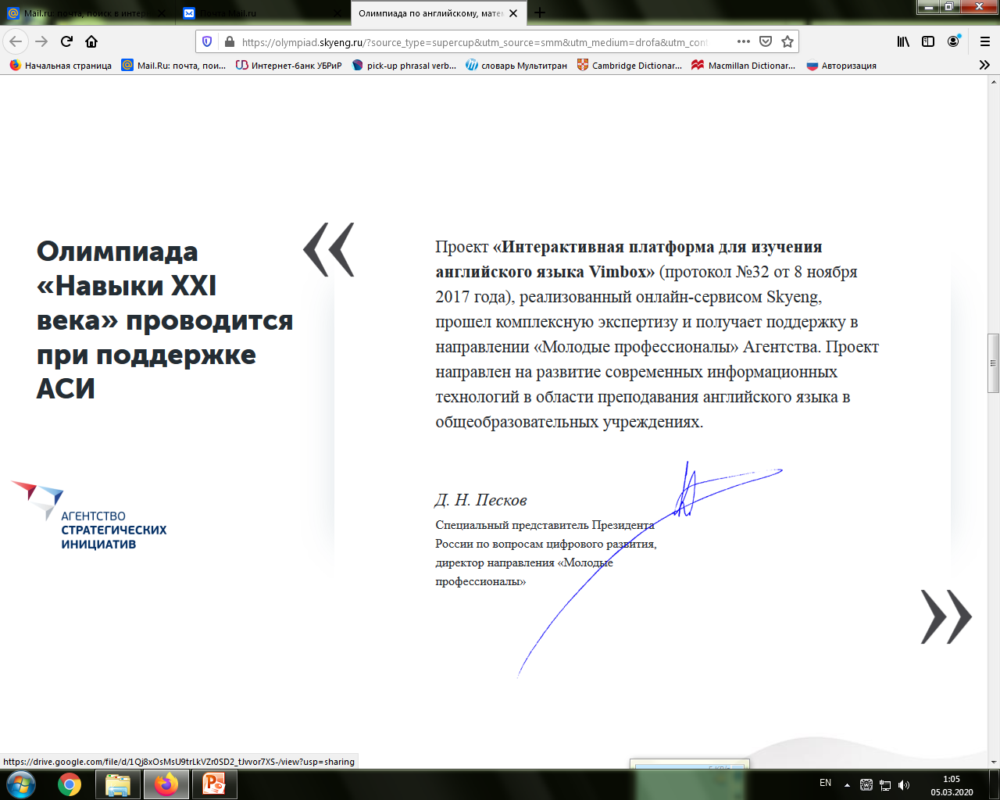 Mail.ru: почта, поиск в интер
Почта Mail.ru
Олимпиада по английскому, матем
https://olympiad.skyeng.ru/?source_type=supercup&utm_source=smm&utm_medium=drofa&utm_cont
Начальная страница
Mail.Ru: почта, пои...
Интернет-банк УБРиР
pick-up phrasal verb...
словарь Мультитран
Cambridge Dictionar...
Macmillan Dictionar...
Авторизация
Олимпиада
«Навыки XXI
века» проводится
при поддержке
АСИ
АГЕНТСТВО
СТРАТЕГИЧЕСКИХ
ИНИЦИАТИВ
«
Проект «Интерактивная платформа для изучения
английского языка Vimbox» (протокол №32 от 8 ноября
2017 года), реализованный онлайн-сервисом Skyeng,
прошел комплексную экспертизу и получает поддержку в
направлении «Молодые профессионалы» Агентства. Проект
направлен на развитие современных информационных
технологий в области преподавания английского языка в
общеобразовательных учреждениях.
Д. Н. Песков
Специальный представитель Президента
России по вопросам цифрового развития,
директор направления «Молодые
профессионалы»
»
https://drive.google.com/file/d/1Qj8xOsMsU9trLkVZr0SD2_tJvvor7XS-/view?usp=sharing
EN
1:05
05.03.2020